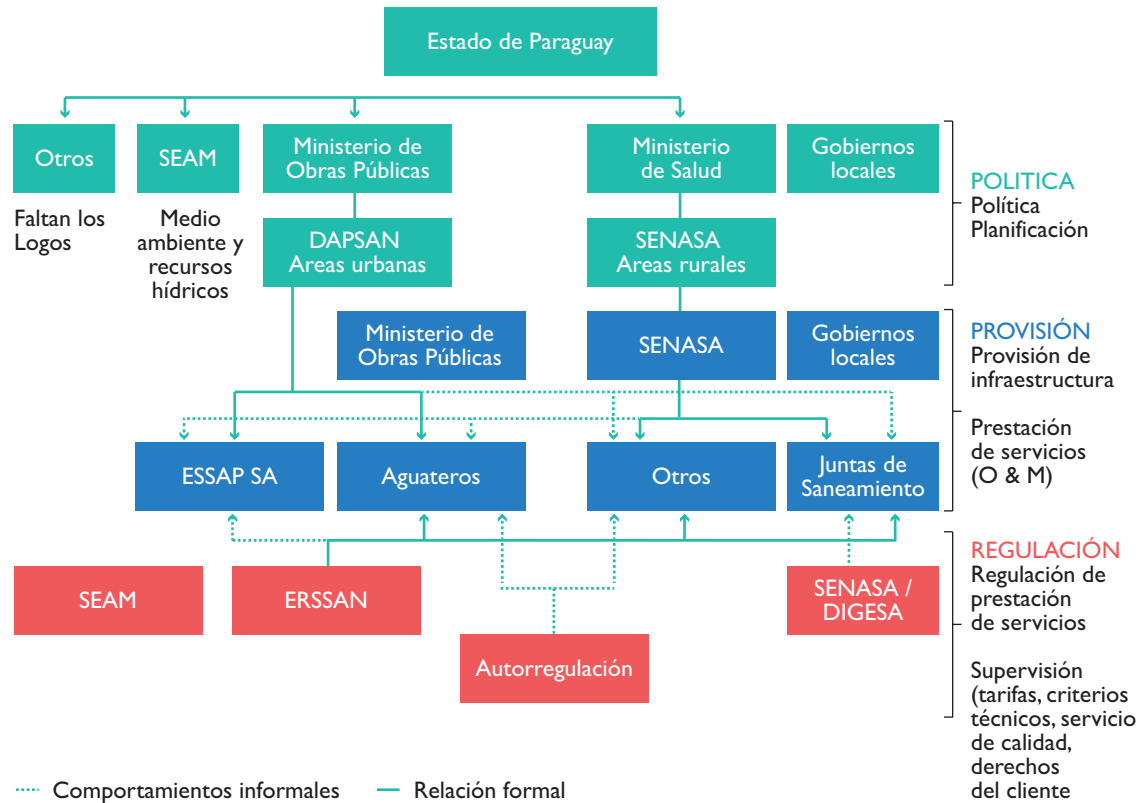 Estado de Paraguay
Otros
SEAM
Ministerio de
Obras Públicas
Ministerio
de Salud
Gobiernos
locales
Faltan los
Logos
Medio
ambiente y
recursos
hídricos
DAPSAN
Areas urbanas
SENASA
Areas rurales
POLITICA
Política
Planificación
Ministerio de
Obras Públicas
SENASA
Gobiernos
locales
PROVISIÓN
Provisión de
infraestructura
Prestación
de servicios
(O & M)
ESSAP SA
Aguateros
Otros
Juntas de
Saneamiento
SEAM
ERSSAN
SENASA /
DIGESA
Autorregulación
REGULACIÓN
Regulación de
prestación
de servicios
Supervisión
(tarifas, criterios
técnicos, servicio
de calidad,
derechos
del cliente
Comportamientos informales
Relación formal